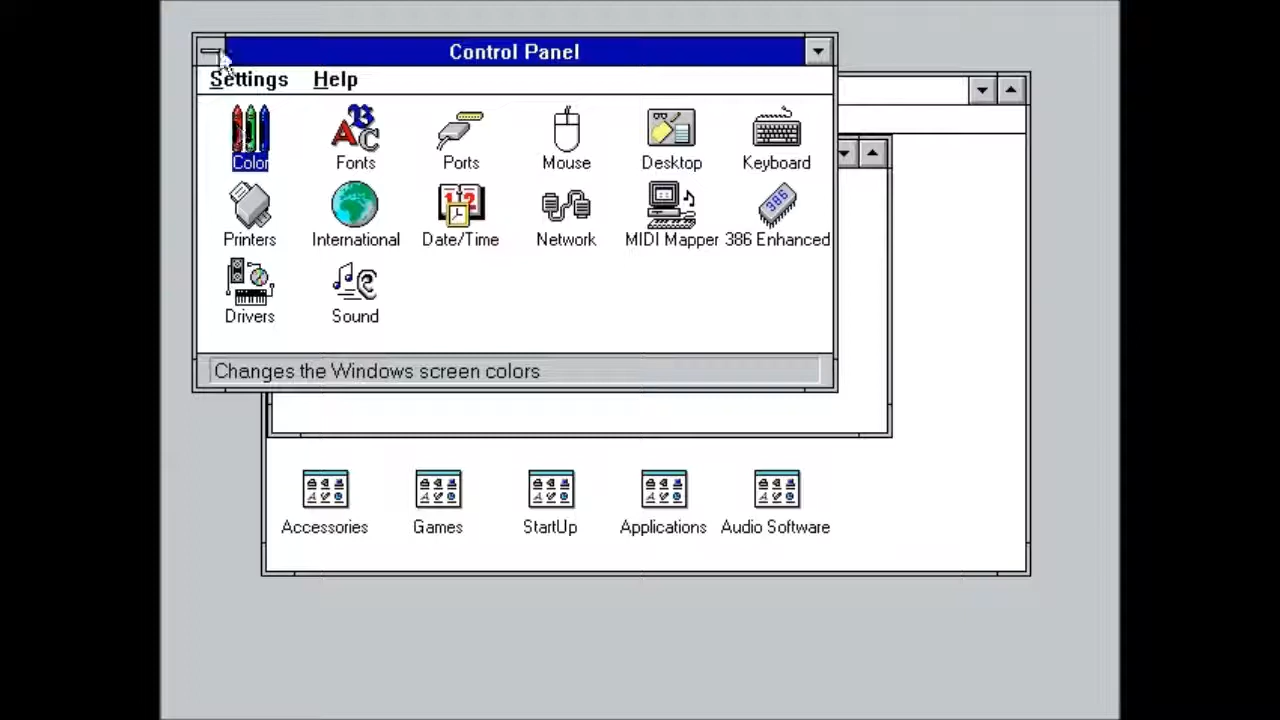 Control Panel
Settings Help
Color Fonts Ports Mouse Desktop Keyboard
Printers International Date/Time Network MIDI Mapper 386 Enhanced
Drivers Sound
Changes the Windows screen colors
Accessories Games StartUp Applications Audio Software